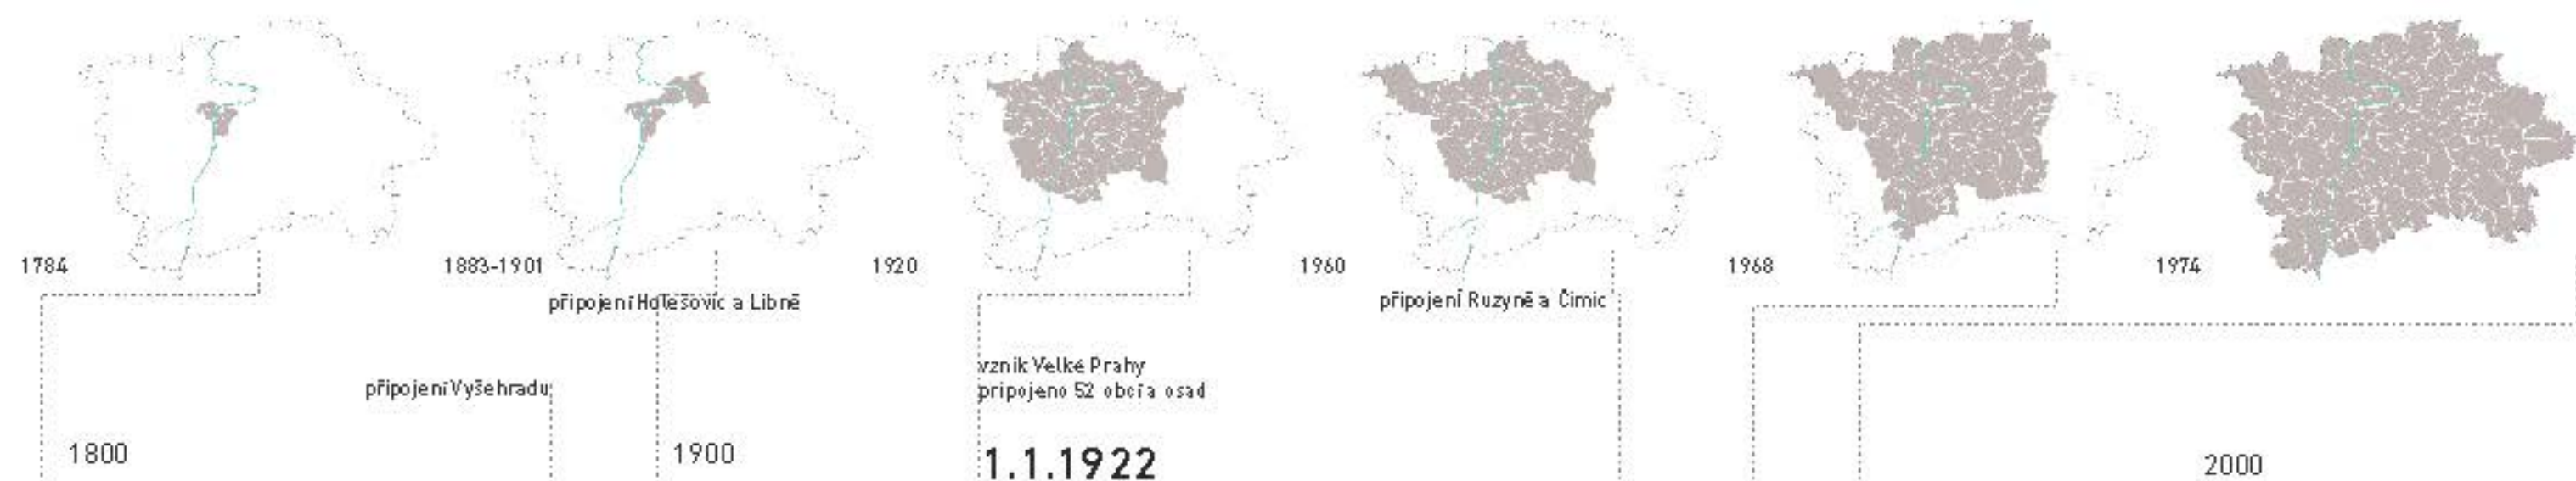 1784
1883-1901
1920
1960
1968
1974
připojení Holešovic a Libně
připojení Ruzyně a Čimic
vznik Velké Prahy
připojeno 52 obcí a osad
připojení Vyšehradu
1800
1900
1.1.1922
2000